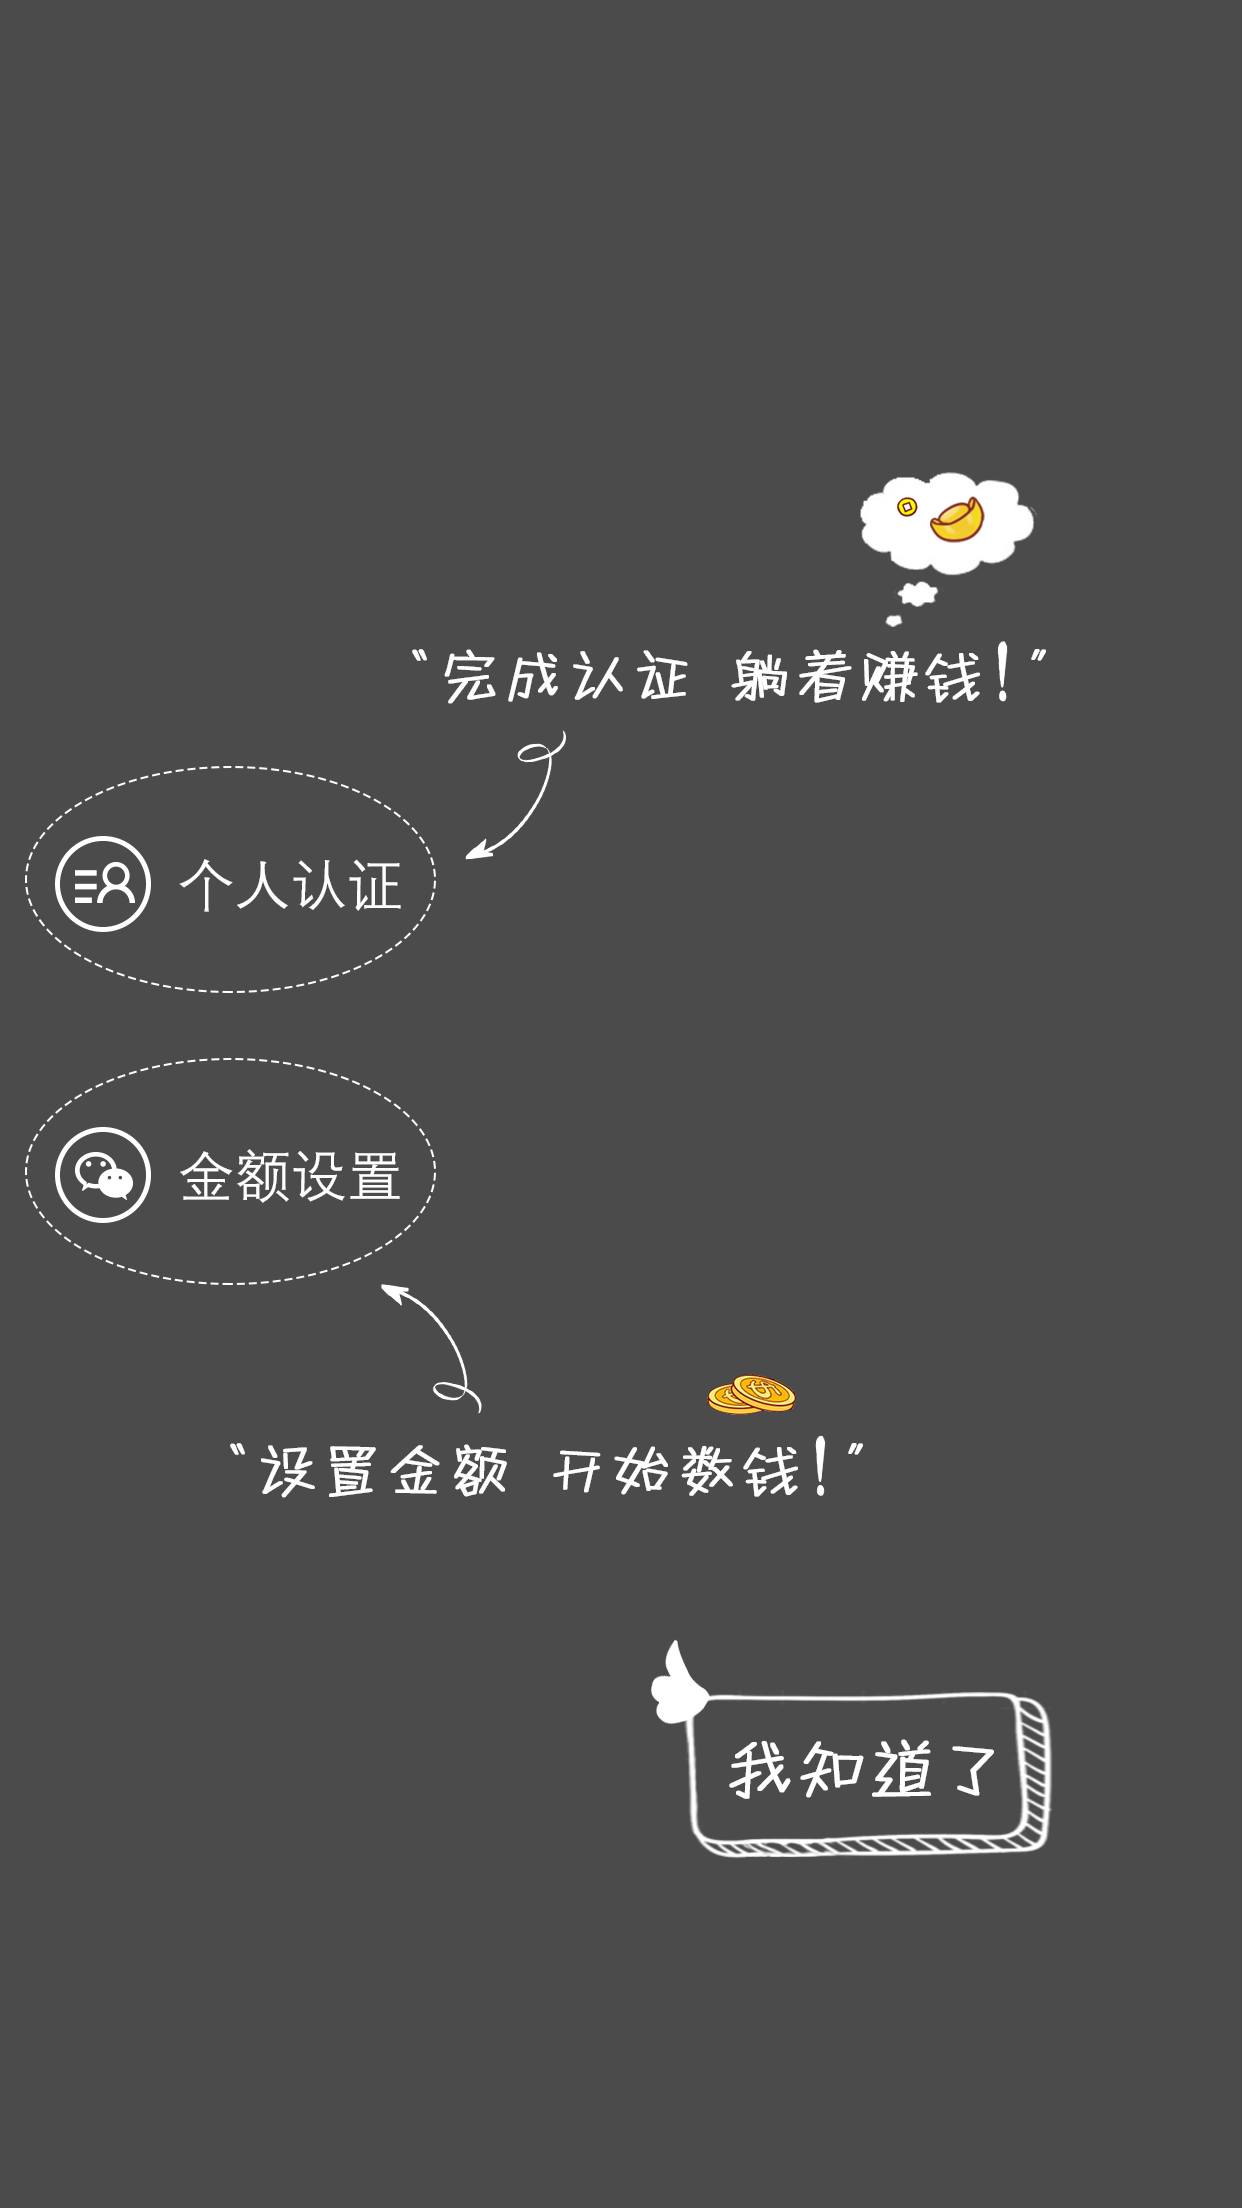 “完成认证 躺着赚钱！”
个人认证
金额设置
“设置金额 开始数钱！”
我知道了